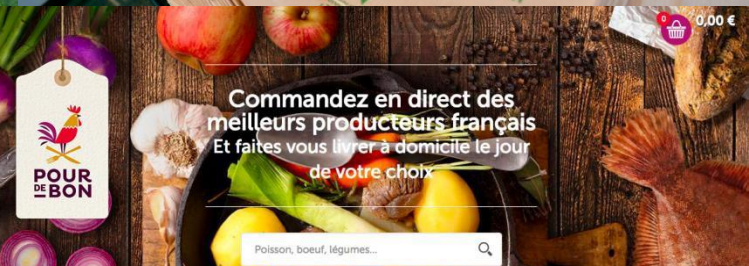 0
0,00 €
Commandez en direct des
meilleurs producteurs français
Et faites vous livrer à domicile le jour
de votre choix
POUR
DE BON
Poisson, boeuf, légumes...